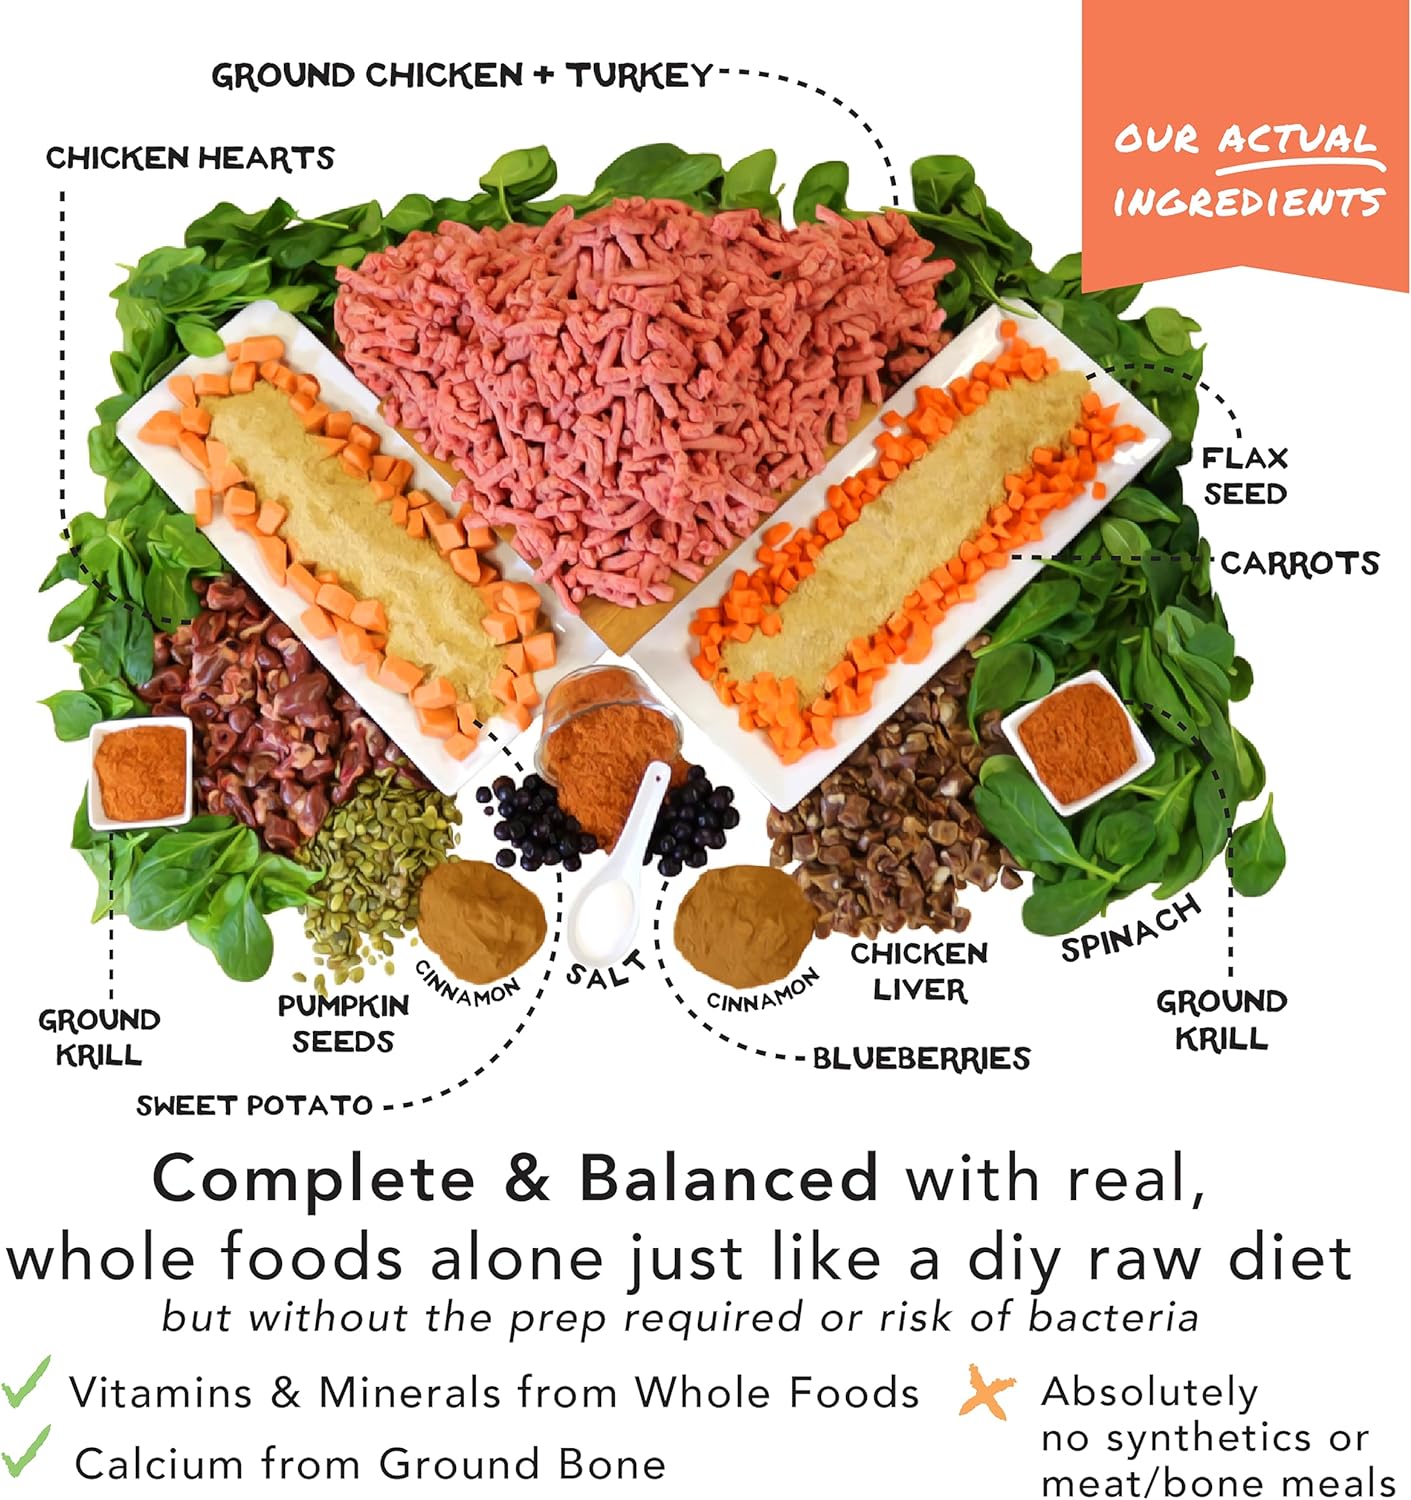 GROUND CHICKEN + TURKEY
CHICKEN HEARTS
OUR ACTUAL
INGREDIENTS
FLAX
SEED
CARROTS
SPINACH
CHICKEN
LIVER
GROUND
KRILL
SALT
CINNAMON
CINNAMON
PUMPKIN
SEEDS
GROUND
KRILL
BLUEBERRIES
SWEET POTATO
Complete & Balanced with real,
whole foods alone just like a diy raw diet
but without the prep required or risk of bacteria
Vitamins & Minerals from Whole Foods
Calcium from Ground Bone
Absolutely
no synthetics or
meat/bone meals